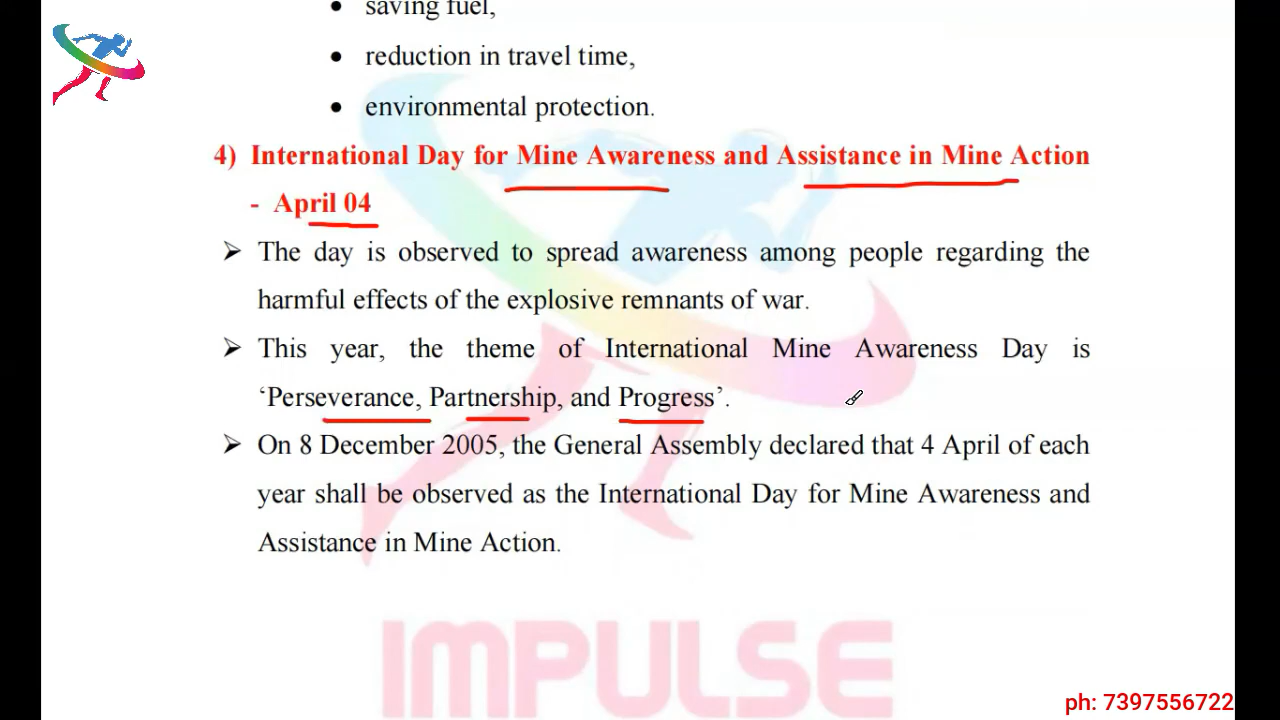 • saving fuel,
• reduction in travel time,
• environmental protection.
4) International Day for Mine Awareness and Assistance in Mine Action
- April 04
➢ The day is observed to spread awareness among people regarding the
harmful effects of the explosive remnants of war.
➢ This year, the theme of International Mine Awareness Day is
‘Perseverance, Partnership, and Progress’.
➢ On 8 December 2005, the General Assembly declared that 4 April of each
year shall be observed as the International Day for Mine Awareness and
Assistance in Mine Action.
IMPULSE
ph: 7397556722